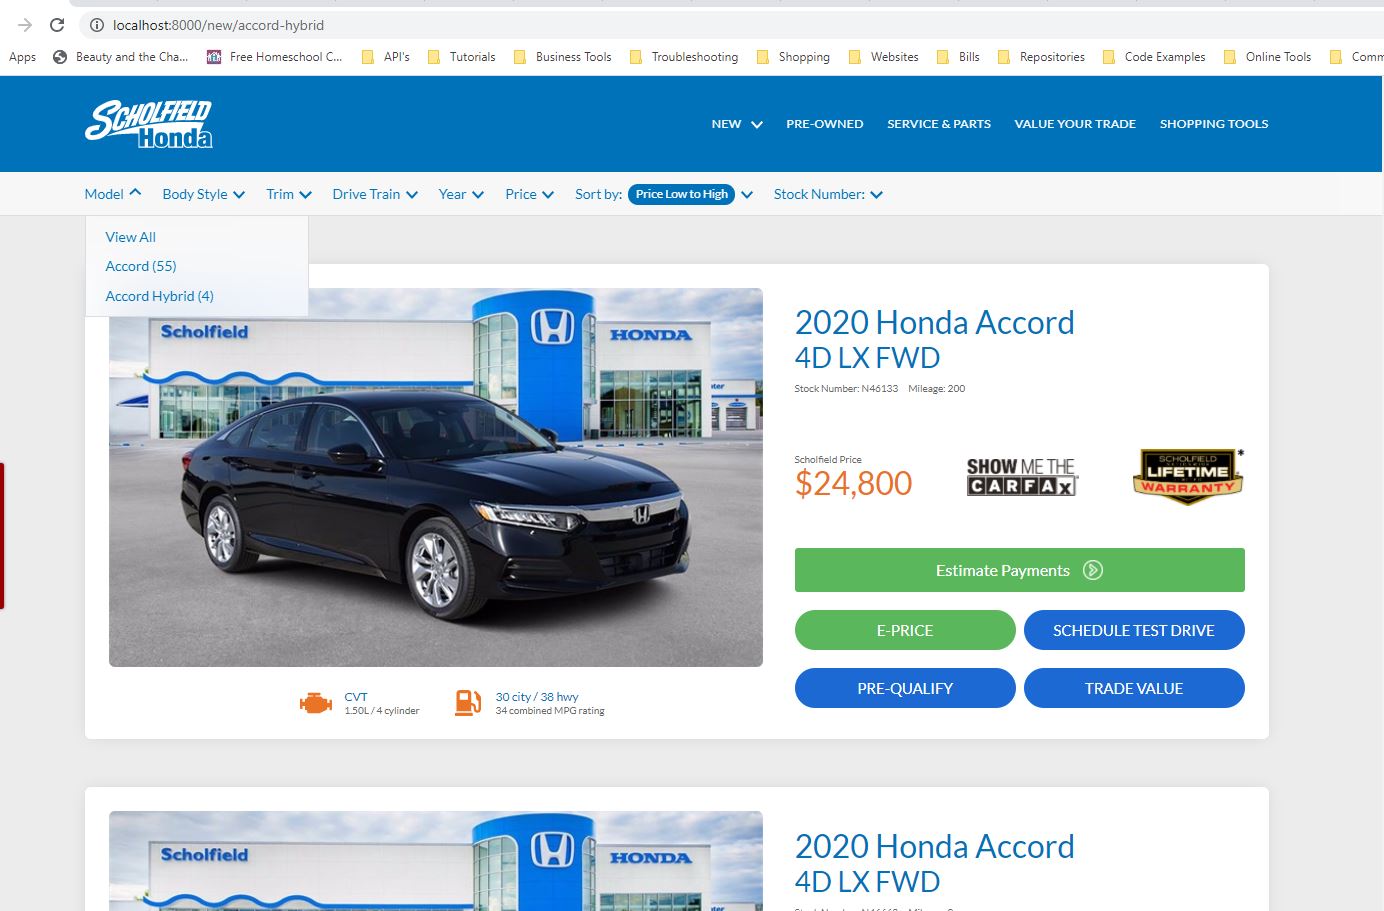 localhost:8000/new/accord-hybrid
Apps Beauty and the Cha... Free Homeschool C... API's Tutorials Business Tools Troubleshooting Shopping Websites Bills Repositories Code Examples Online Tools Comm
SCHOLFIELD
Honda
NEW PRE-OWNED SERVICE & PARTS VALUE YOUR TRADE SHOPPING TOOLS
Model Body Style Trim Drive Train Year Price Sort by: Price Low to High Stock Number:
View All
Accord (55)
Accord Hybrid (4)
Scholfield HONDA
2020 Honda Accord
4D LX FWD
Stock Number: N46133 Mileage: 200
Scholfield Price
$24,800
SHOW ME THE
CARFAX
SCHOLFIELD
LIFETIME
WARRANTY
*
Estimate Payments
E-PRICE SCHEDULE TEST DRIVE
PRE-QUALIFY TRADE VALUE
CVT
1.50L / 4 cylinder
30 city / 38 hwy
34 combined MPG rating
Scholfield HONDA
2020 Honda Accord
4D LX FWD